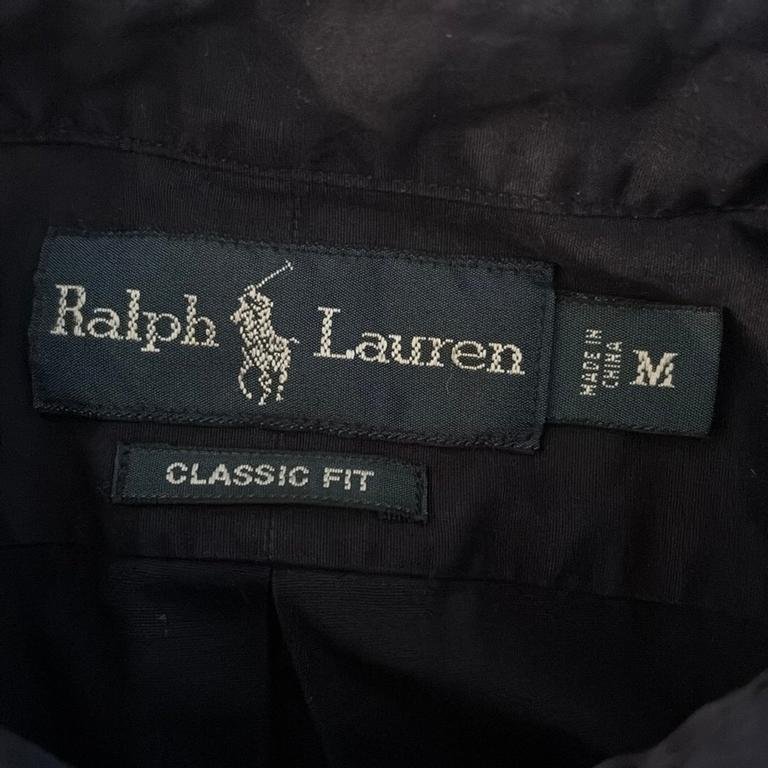 Ralph Lauren
MADE IN
CHINA
M
CLASSIC FIT